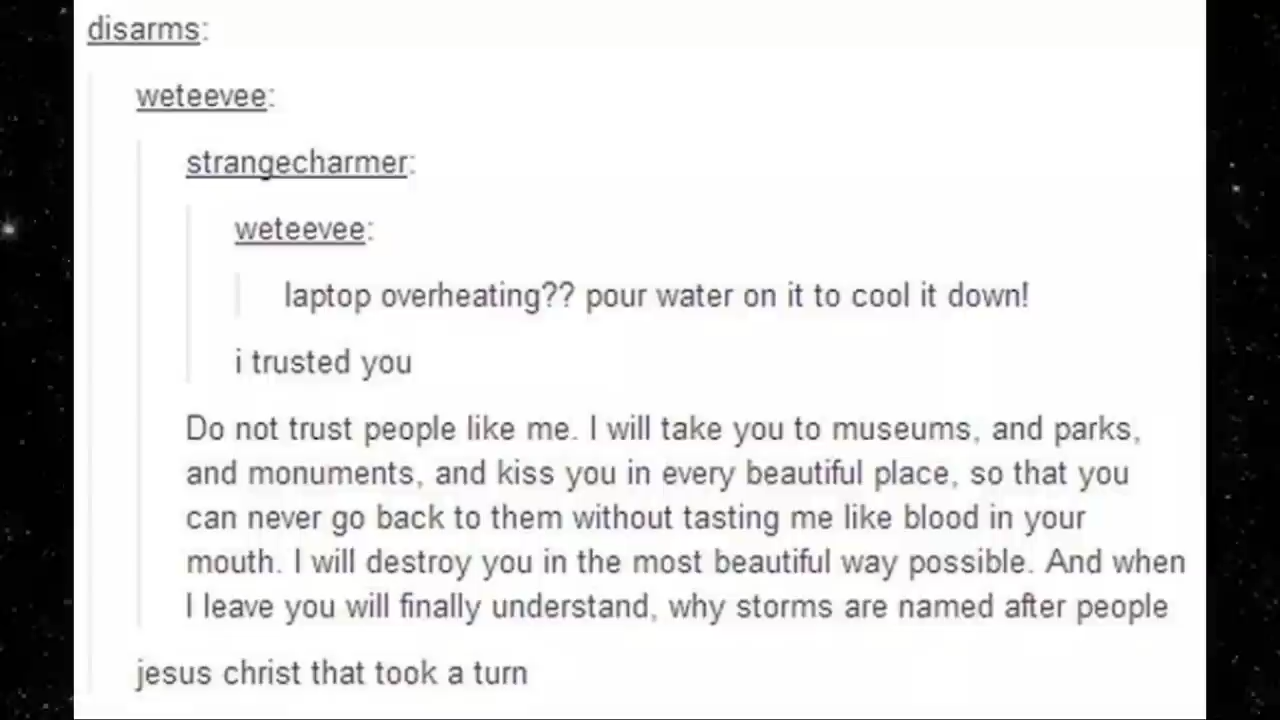 disarms:
weteevee:
strangecharmer:
weteevee:
laptop overheating?? pour water on it to cool it down!
i trusted you
Do not trust people like me. I will take you to museums, and parks,
and monuments, and kiss you in every beautiful place, so that you
can never go back to them without tasting me like blood in your
mouth. I will destroy you in the most beautiful way possible. And when
I leave you will finally understand, why storms are named after people
jesus christ that took a turn